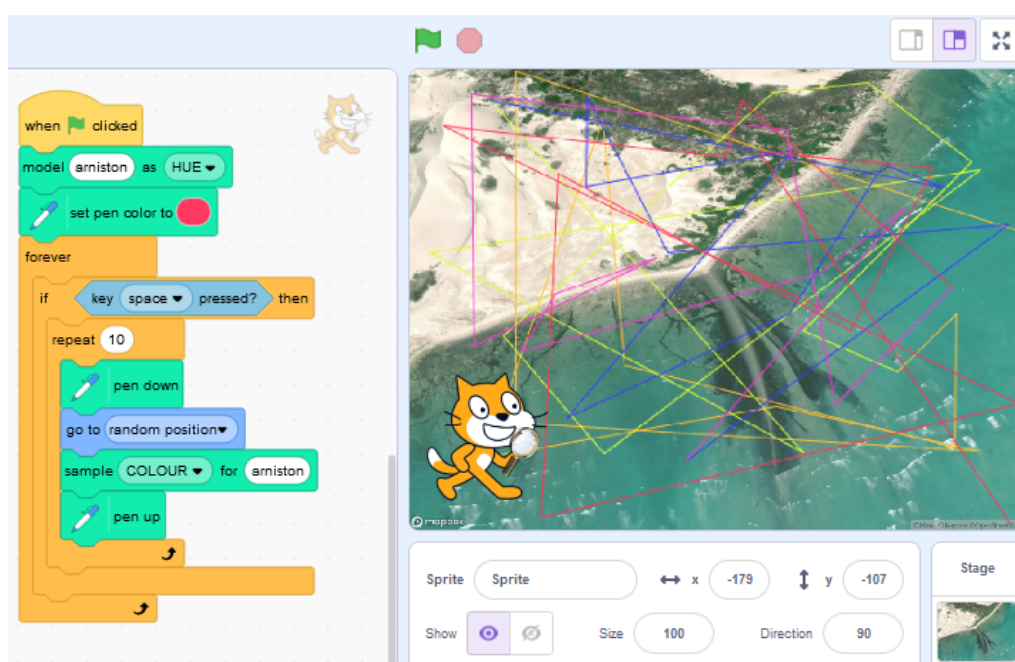 when clicked
model arniston as HUE
set pen color to
forever
if key space pressed? then
repeat 10
pen down
go to random position
sample COLOUR for arniston
pen up
mapbox
Sprite Sprite x -179 y -107
Show Size 100 Direction 90
Stage